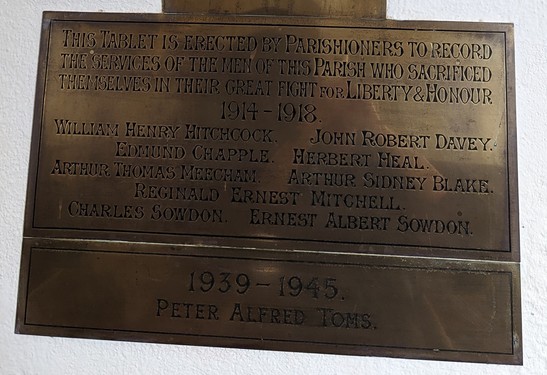 This Tablet is erected by Parishioners to record
the services of the men of this Parish who sacrificed
themselves in their great fight for Liberty & Honour
1914-1918.
William Henry Hitchcock. John Robert Davey.
Edmund Chapple. Herbert Heal.
Arthur Thomas Meecham. Arthur Sidney Blake.
Reginald Ernest Mitchell.
Charles Sowdon. Ernest Albert Sowdon.
1939-1945.
Peter Alfred Toms.